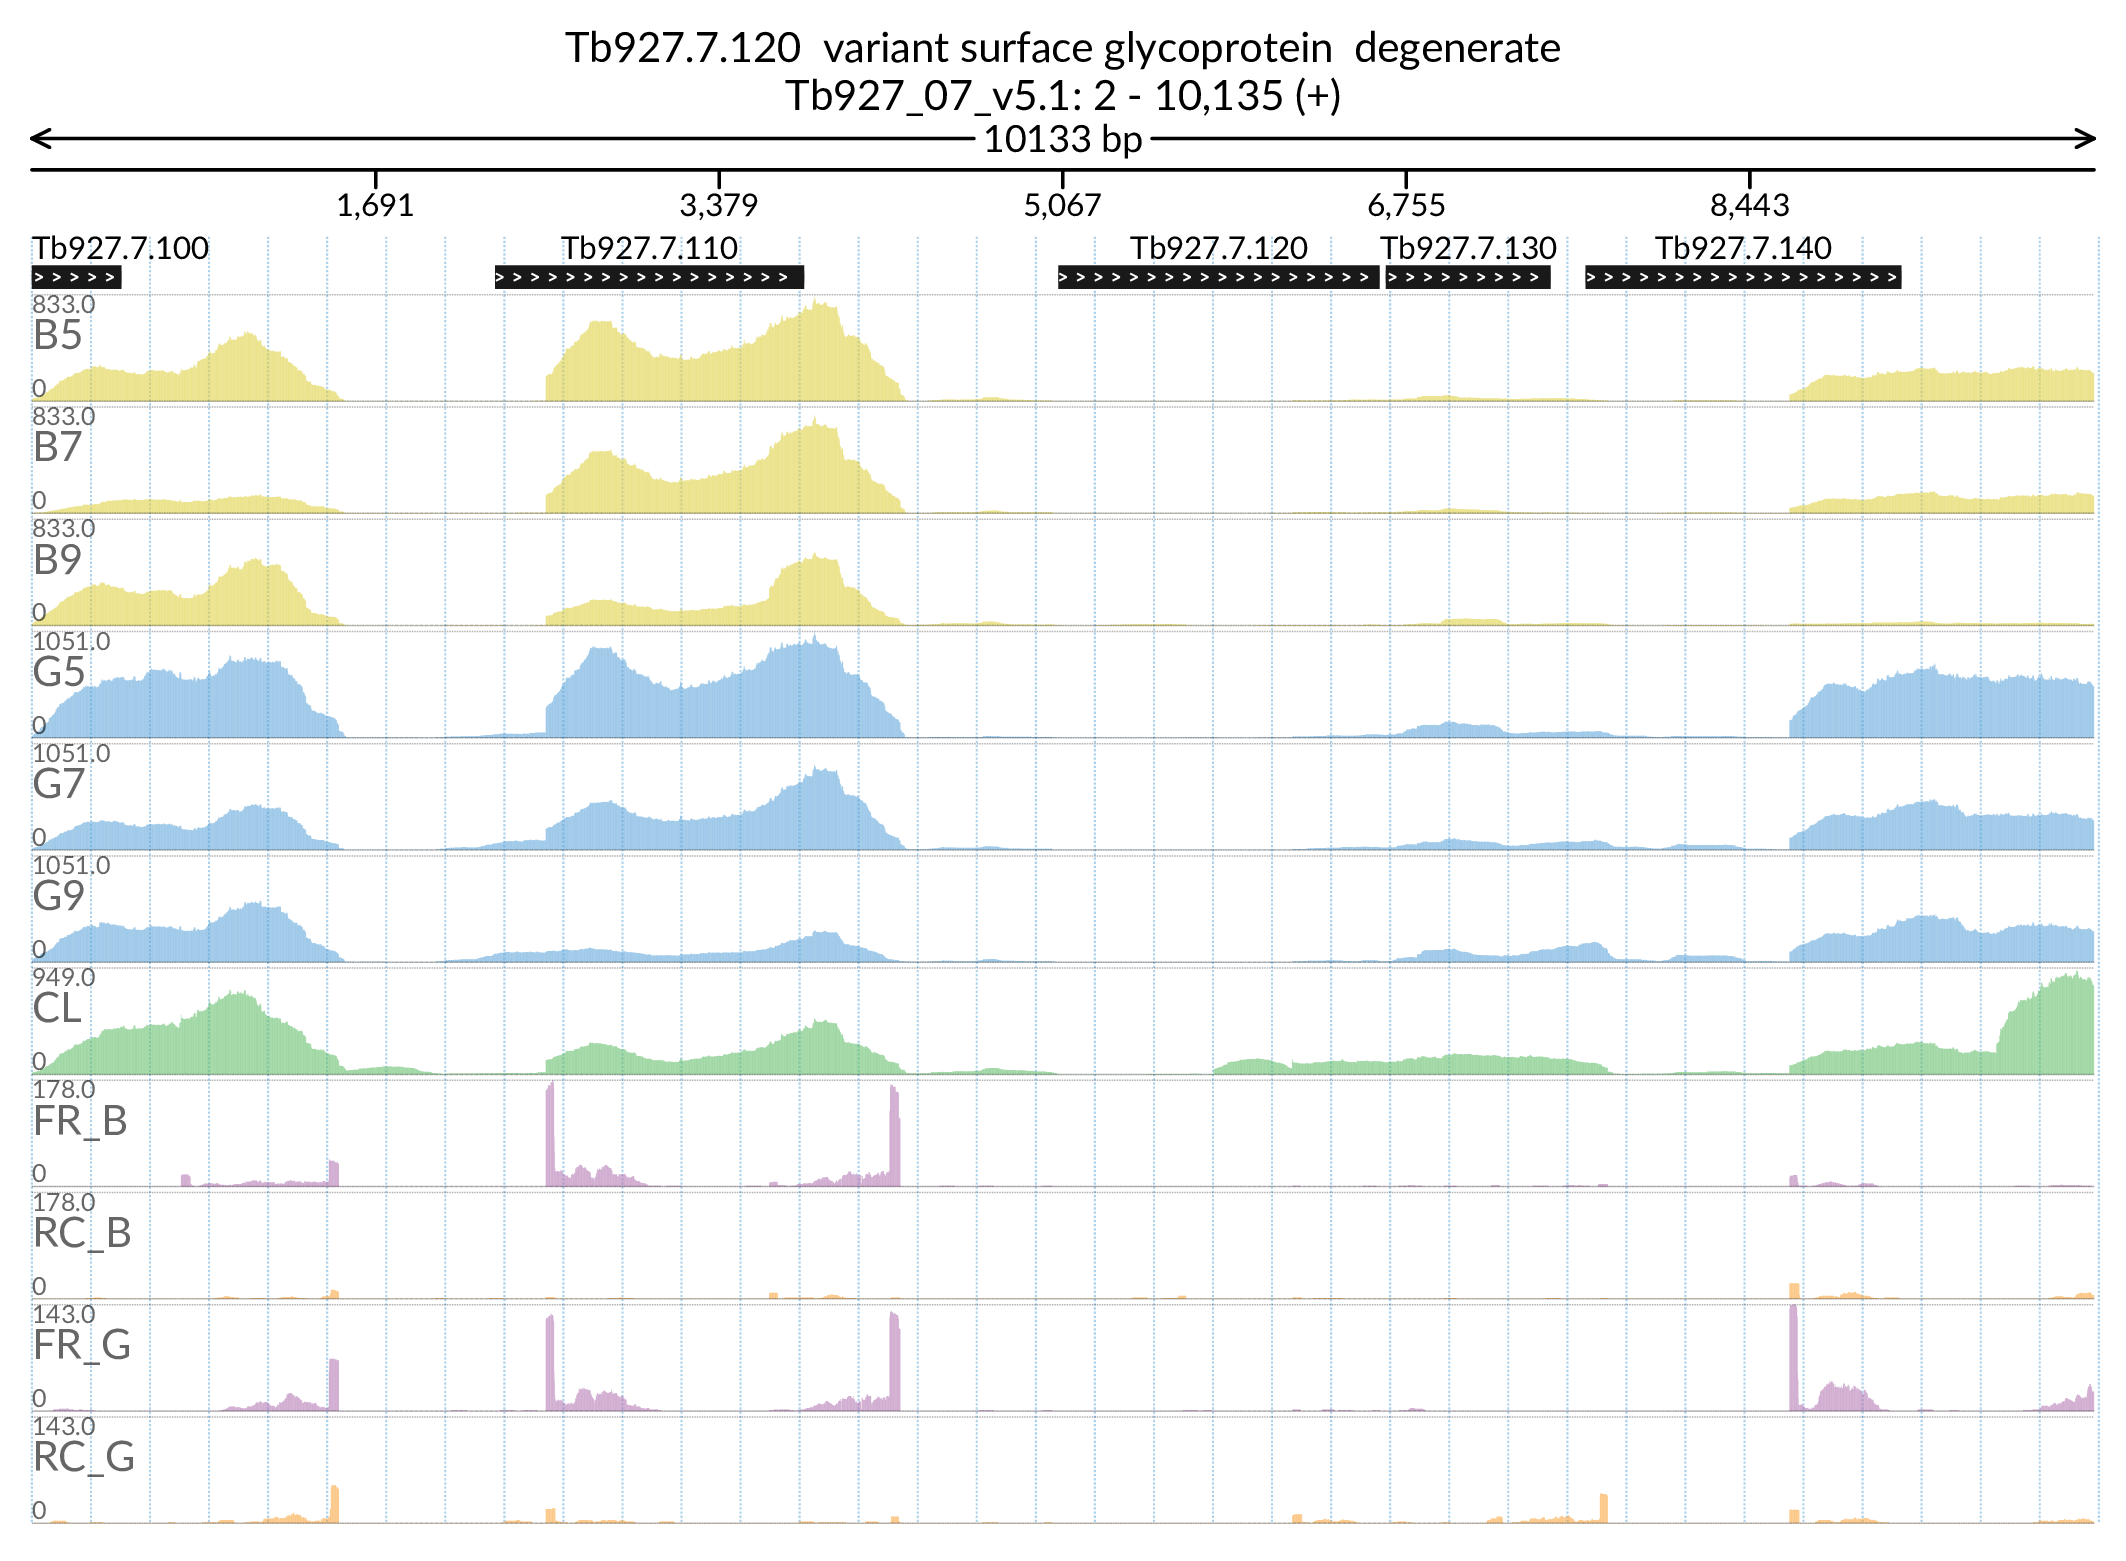 Tb927.7.120 variant surface glycoprotein degenerate
Tb927_07_v5.1: 2 - 10,135 (+)
10133 bp
1,691 3,379 5,067 6,755 8,443
Tb927.7.100 Tb927.7.110 Tb927.7.120 Tb927.7.130 Tb927.7.140
833.0
B5
0
833.0
B7
0
833.0
B9
0
1051.0
G5
0
1051.0
G7
0
1051.0
G9
0
949.0
CL
0
178.0
FR_B
0
178.0
RC_B
0
143.0
FR_G
0
143.0
RC_G
0